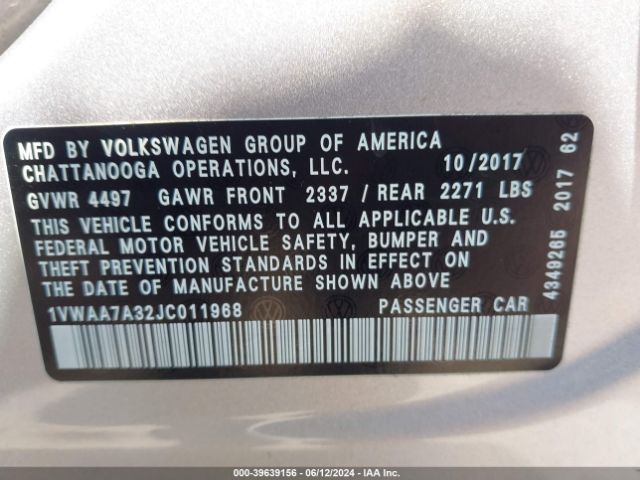 MFD BY VOLKSWAGEN GROUP OF AMERICA
CHATTANOOGA OPERATIONS, LLC. 10/2017
GVWR 4497 GAWR FRONT 2337 / REAR 2271 LBS
THIS VEHICLE CONFORMS TO ALL APPLICABLE U.S.
FEDERAL MOTOR VEHICLE SAFETY, BUMPER AND
THEFT PREVENTION STANDARDS IN EFFECT ON
THE DATA OF MANUFACTURE SHOWN ABOVE
1VWAA7A32JC011968 PASSENGER CAR
4348265 2017 62
000-39639156 - 06/12/2024 - IAA Inc.